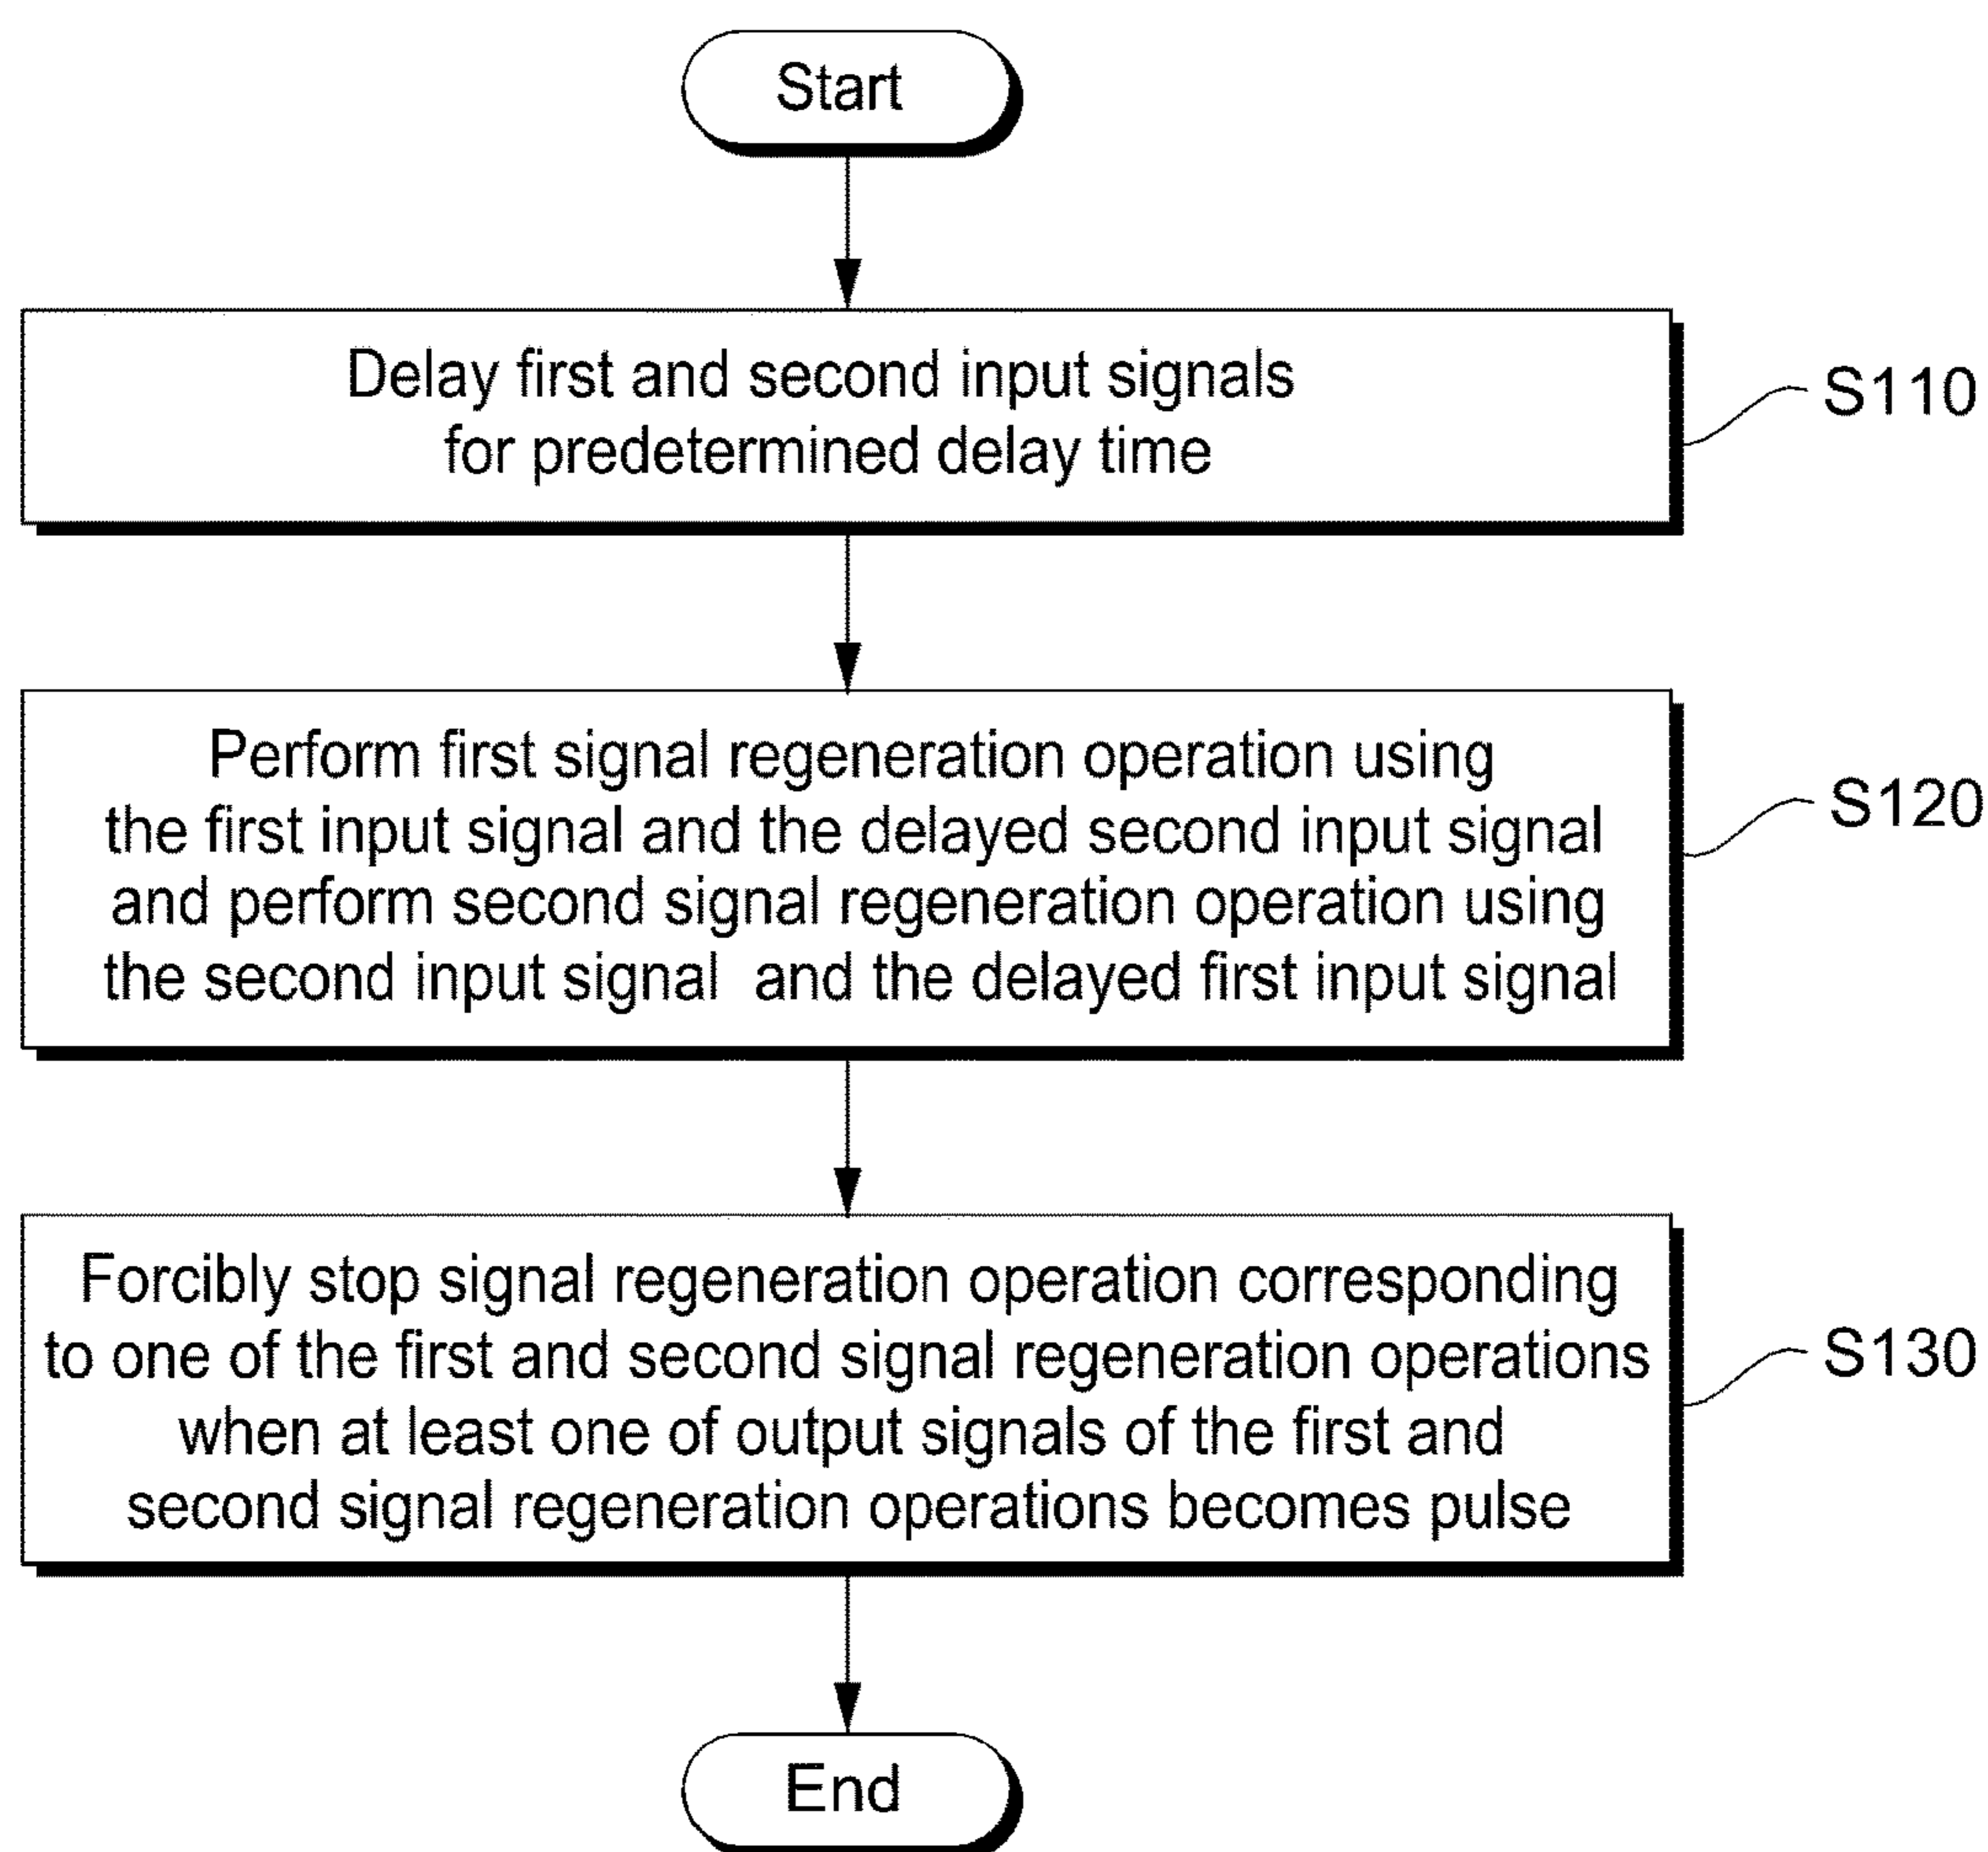 Start
Delay first and second input signals
for predetermined delay time
S110
Perform first signal regeneration operation using
the first input signal and the delayed second input signal
and perform second signal regeneration operation using
the second input signal and the delayed first input signal
S120
Forcibly stop signal regeneration operation corresponding
to one of the first and second signal regeneration operations
when at least one of output signals of the first and
second signal regeneration operations becomes pulse
S130
End